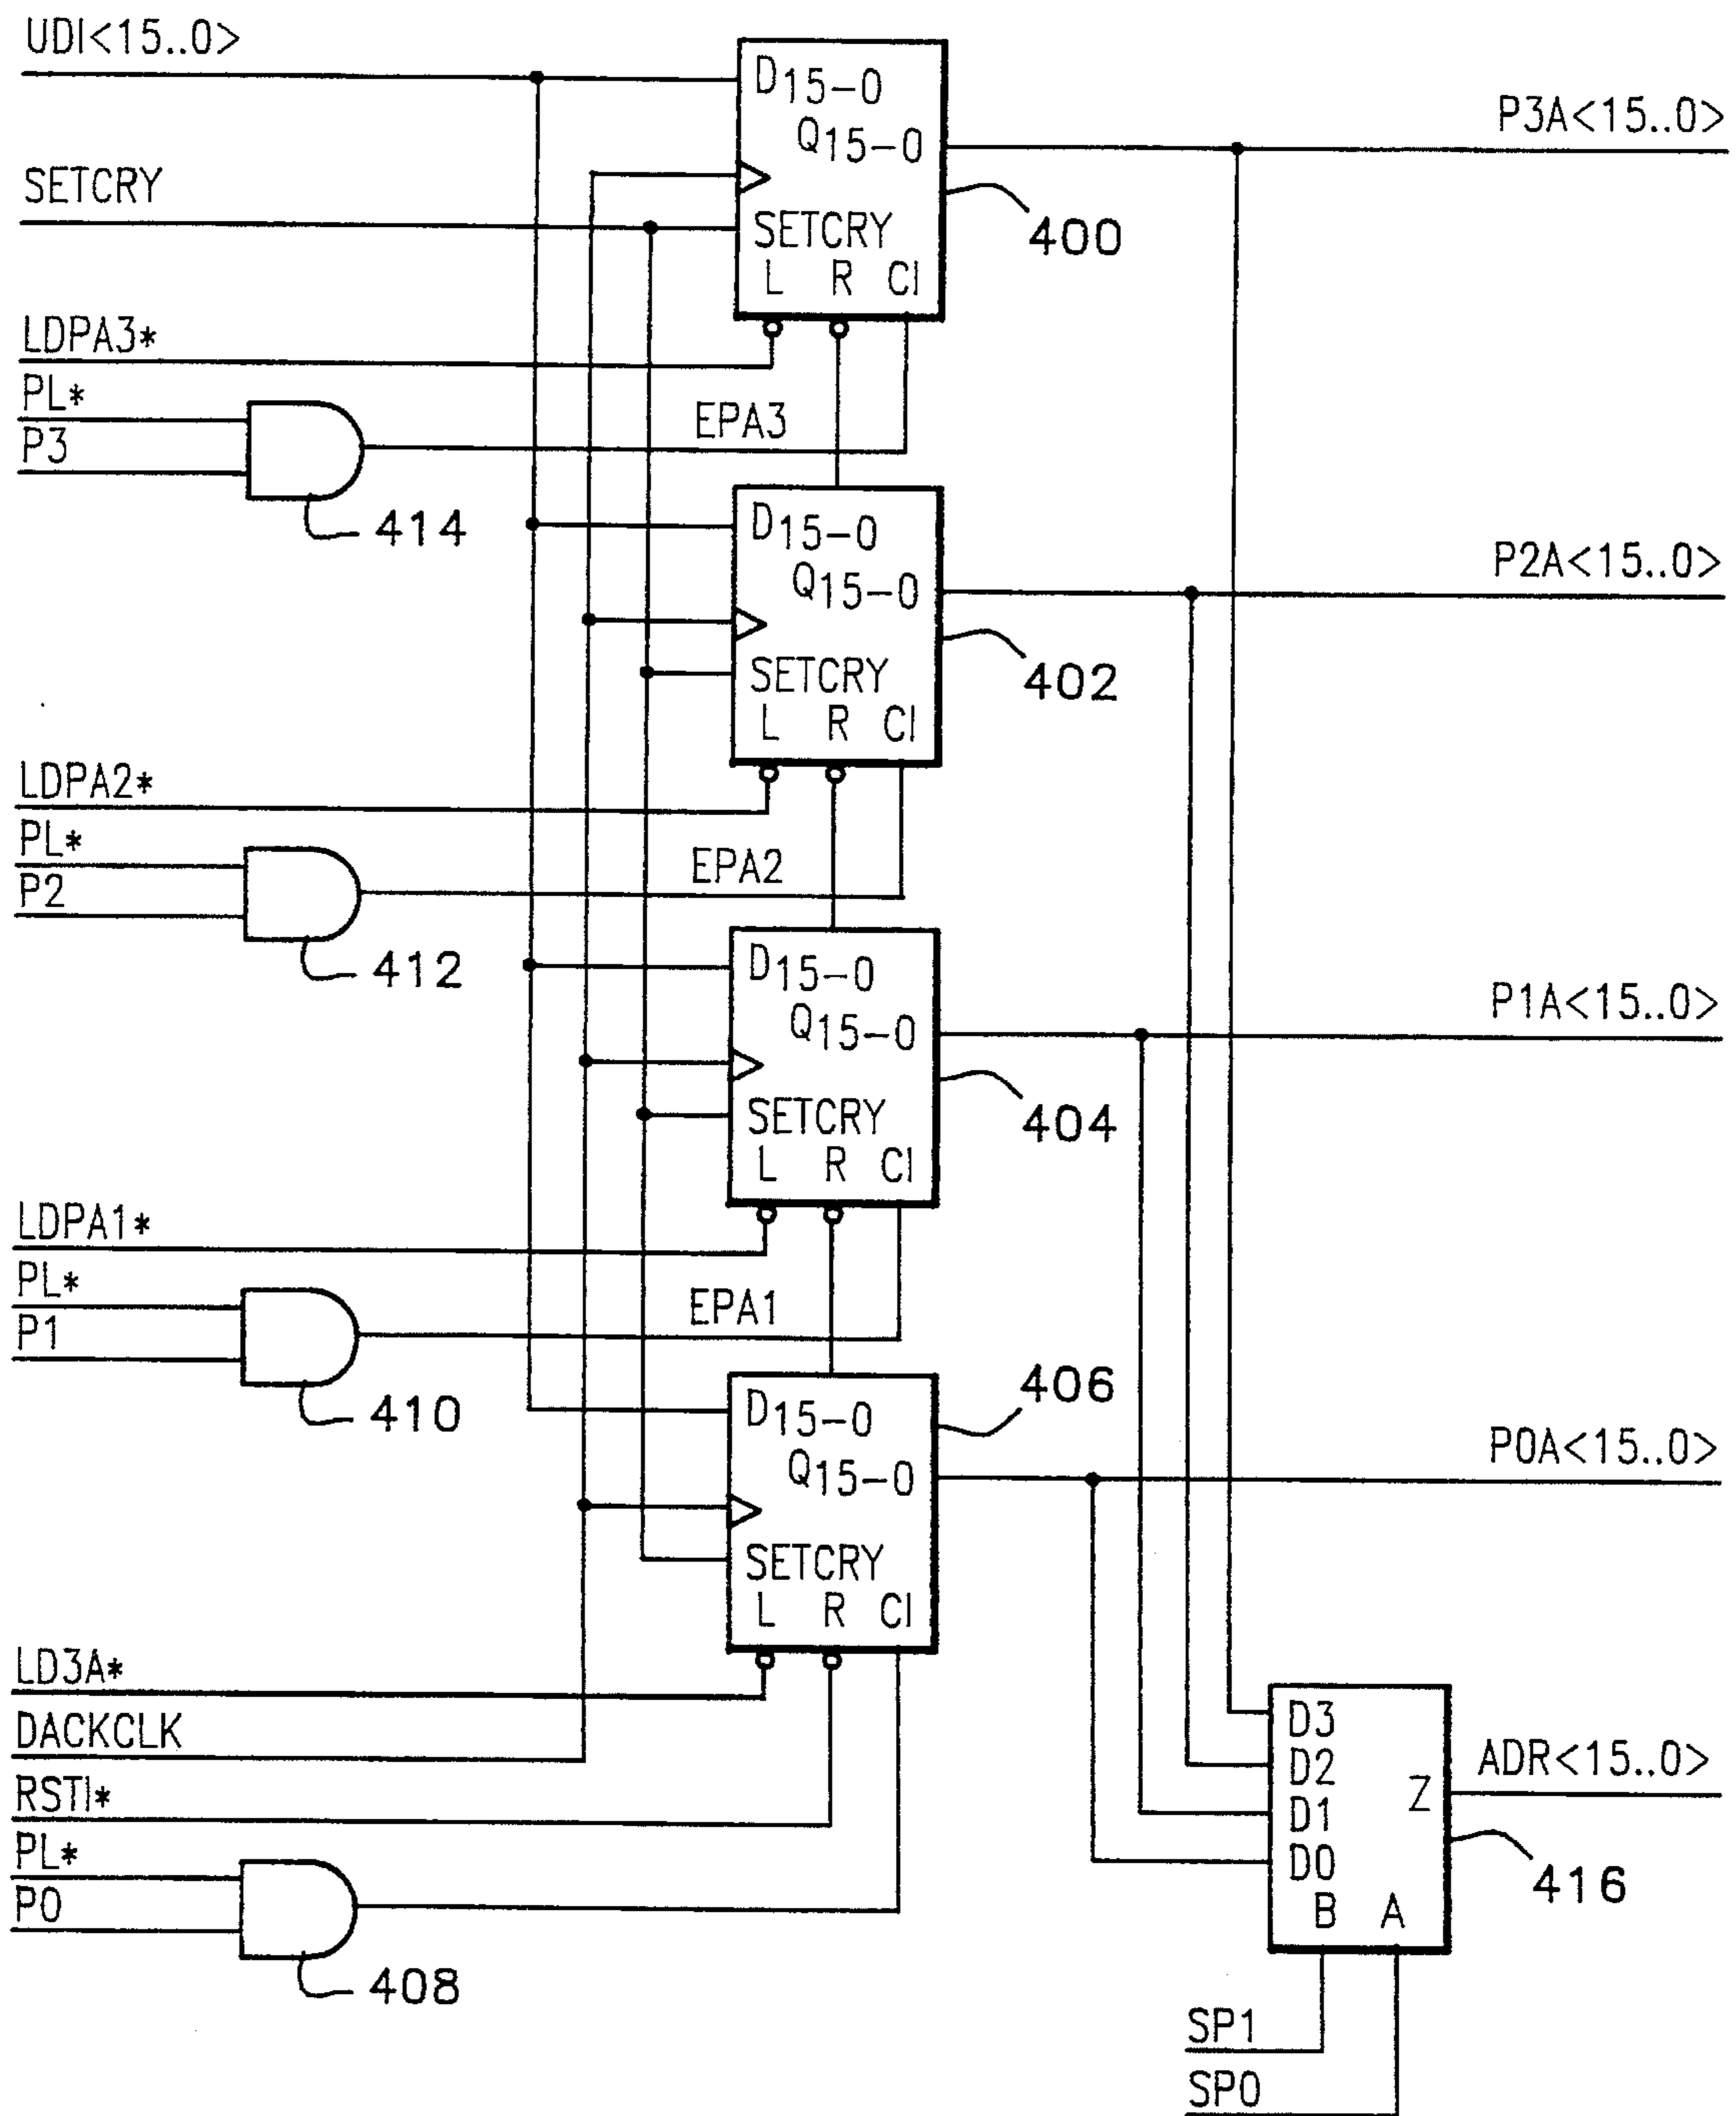 UDI<15..0>
D15-0
Q15-0
P3A<15..0>
SETCRY
SETCRY
400
L R CI
LDPA3*
PL*
P3
EPA3
414
D15-0
Q15-0
P2A<15..0>
SETCRY
402
L R CI
LDPA2*
PL*
P2
EPA2
412
D15-0
Q15-0
P1A<15..0>
SETCRY
404
L R CI
LDPA1*
PL*
P1
EPA1
410
406
D15-0
Q15-0
P0A<15..0>
SETCRY
L R CI
LD3A*
DACKCLK
RSTI*
PL*
P0
408
D3
D2
D1
D0
Z
ADR<15..0>
B A
416
SP1
SP0